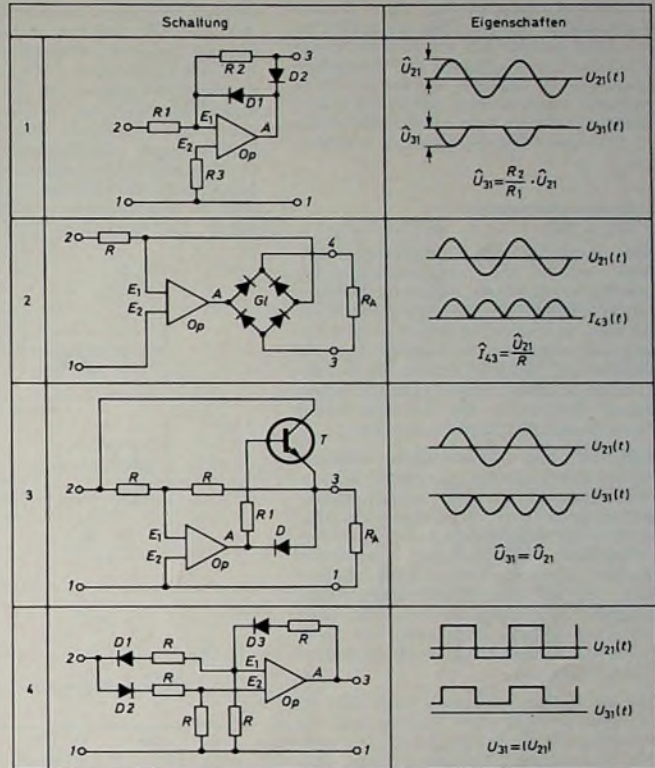 Schaltung
Eigenschaften
1
R2
3
D2
D1
2
R1
E₁
A
E₂
Op
R3
1
1
Û₂₁
U₂₁(t)
U₃₁(t)
Û₃₁
Û₃₁ = R₂/R₁ · Û₂₁
2
2
R
4
E₁
A
Gl
R_A
E₂
Op
1
3
U₂₁(t)
I₄₃(t)
Î₄₃ = Û₂₁/R
3
T
2
R
R
3
R1
E₁
A
D
R_A
E₂
Op
1
1
U₂₁(t)
U₃₁(t)
Û₃₁ = Û₂₁
4
D3
R
2
D1
R
E₁
A
3
D2
R
E₂
Op
R
R
1
1
U₂₁(t)
U₃₁(t)
U₃₁ = |U₂₁|